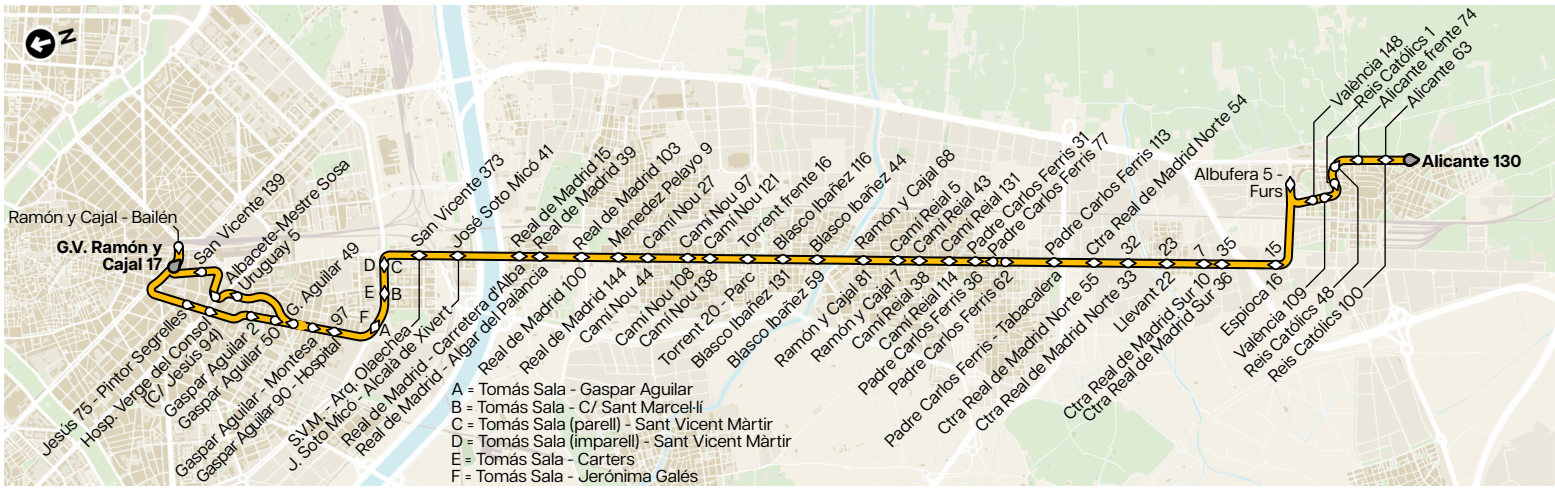 N
Ramón y Cajal - Bailén
G.V. Ramón y
Cajal 17
San Vicente 139
Albacete-Mestre Sosa
Uruguay 5
C. Aguilar 49
D
C
E
B
F
A
San Vicente 373
José Soto Micó 41
Real de Madrid 15
Real de Madrid 39
Real de Madrid 103
Menedez Pelayo 9
Camí Nou 27
Camí Nou 97
Camí Nou 121
Torrent frente 16
Blasco Ibañez 116
Blasco Ibañez 44
Ramón y Cajal 68
Camí Reial 5
Camí Reial 43
Camí Reial 131
Padre Carlos Ferris 31
Padre Carlos Ferris 77
Padre Carlos Ferris 113
Ctra Real de Madrid Norte 54
32
23
7
35
15
Albufera 5 -
Furs
València 148
Reis Catòlics 1
Alicante frente 74
Alicante 63
Alicante 130
Jesús 75 - Pintor Segrelles
Hosp. Verge del Consol
(C/ Jesús 94)
Gaspar Aguilar 2
Gaspar Aguilar 50
Gaspar Aguilar - Montesa
97
Gaspar Aguilar 90 - Hospital
S.V.M - Arq. Olaechea
J. Soto Micó - Alcalà de Xivert
Real de Madrid - Carretera d'Alba
Real de Madrid - Algar del Palància
Real de Madrid 100
Real de Madrid 144
Camí Nou 44
Camí Nou 108
Camí Nou 138
Torrent 20 - Parc
Blasco Ibañez 131
Blasco Ibañez 59
Ramón y Cajal 81
Ramón y Cajal 7
Camí Reial 38
Camí Reial 114
Padre Carlos Ferris 36
Padre Carlos Ferris 62
Padre Carlos Ferris - Tabacalera
Ctra Real de Madrid Norte 55
Ctra Real de Madrid Norte 33
Llevant 22
Ctra Real de Madrid Sur 10
Ctra Real de Madrid Sur 36
Espioca 16
València 109
Reis Catòlics 48
Reis Catòlics 100
A = Tomás Sala - Gaspar Aguilar
B = Tomás Sala - C/ Sant Marcel·lí
C = Tomás Sala (parell) - Sant Vicent Màrtir
D = Tomás Sala (imparell) - Sant Vicent Màrtir
E = Tomás Sala - Carters
F = Tomás Sala - Jerónima Galés